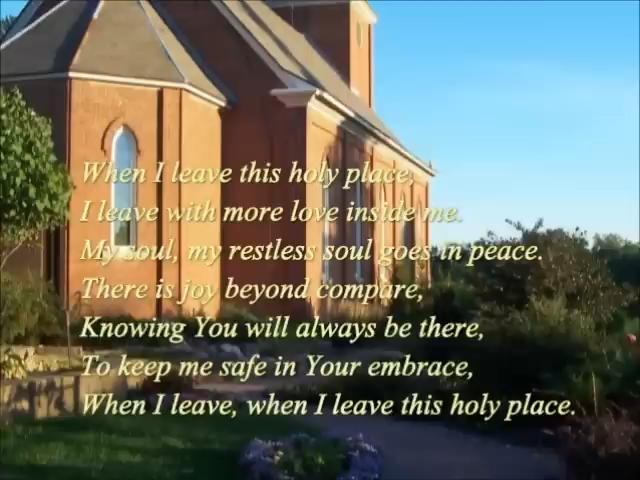 When I leave this holy place,
I leave with more love inside me.
My soul, my restless soul goes in peace.
There is joy beyond compare,
Knowing You will always be there,
To keep me safe in Your embrace,
When I leave, when I leave this holy place.